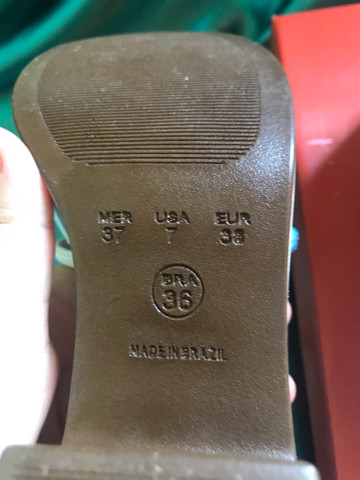 MER USA EUR
37 7 38
BRA
36
MADE IN BRAZIL